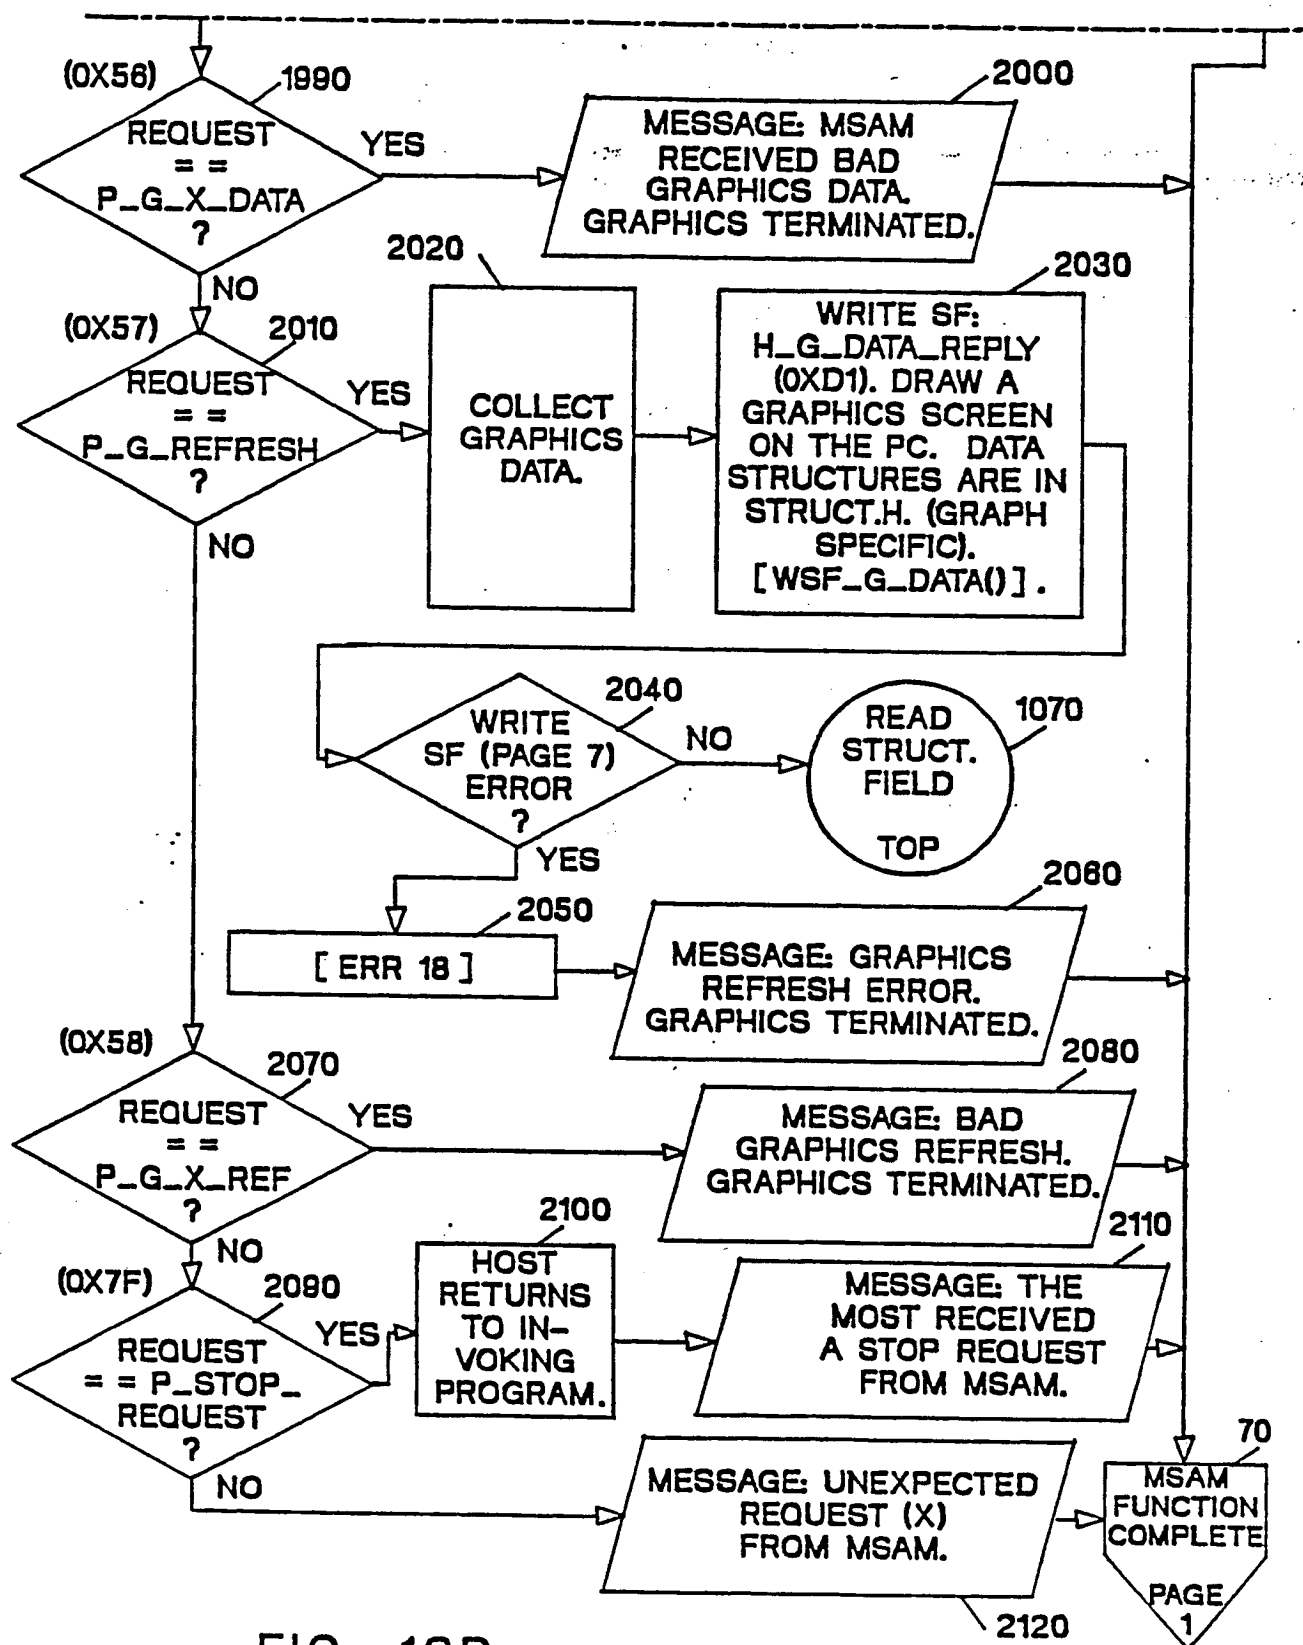 (0X56)
1990
REQUEST
= =
P_G_X_DATA
?
YES
NO
2000
MESSAGE: MSAM
RECEIVED BAD
GRAPHICS DATA.
GRAPHICS TERMINATED.
(0X57)
2010
REQUEST
= =
P_G_REFRESH
?
YES
NO
2020
COLLECT
GRAPHICS
DATA.
2030
WRITE SF:
H_G_DATA_REPLY
(0XD1). DRAW A
GRAPHICS SCREEN
ON THE PC. DATA
STRUCTURES ARE IN
STRUCT.H. (GRAPH
SPECIFIC).
[WSF_G_DATA()].
2040
WRITE
SF (PAGE 7)
ERROR
?
NO
YES
1070
READ
STRUCT.
FIELD
TOP
2050
[ERR 18]
2060
MESSAGE: GRAPHICS
REFRESH ERROR.
GRAPHICS TERMINATED.
(0X58)
2070
REQUEST
= =
P_G_X_REF
?
YES
NO
2080
MESSAGE: BAD
GRAPHICS REFRESH.
GRAPHICS TERMINATED.
(0X7F)
2090
REQUEST
= = P_STOP_
REQUEST
?
YES
NO
2100
HOST
RETURNS
TO IN-
VOKING
PROGRAM.
2110
MESSAGE: THE
MOST RECEIVED
A STOP REQUEST
FROM MSAM.
MESSAGE: UNEXPECTED
REQUEST (X)
FROM MSAM.
2120
70
MSAM
FUNCTION
COMPLETE
PAGE
1